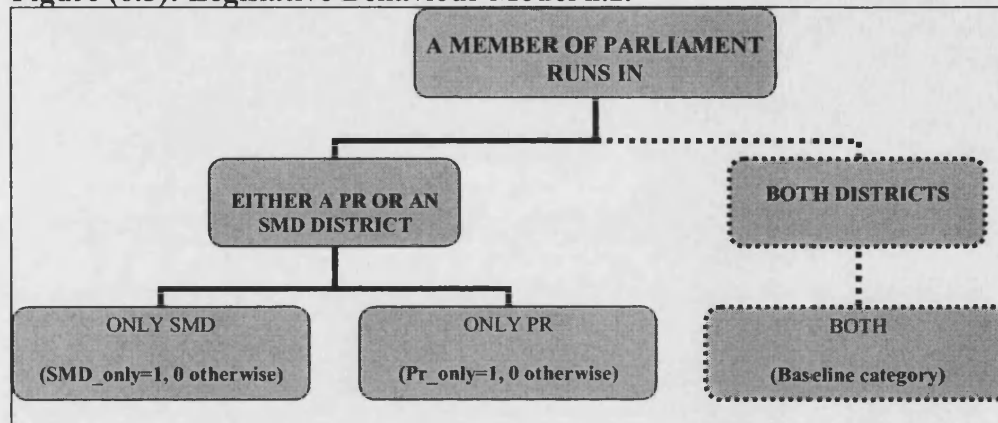 A MEMBER OF PARLIAMENT
RUNS IN
EITHER A PR OR AN
SMD DISTRICT
BOTH DISTRICTS
ONLY SMD
(SMD_only=1, 0 otherwise)
ONLY PR
(Pr_only=1, 0 otherwise)
BOTH
(Baseline category)